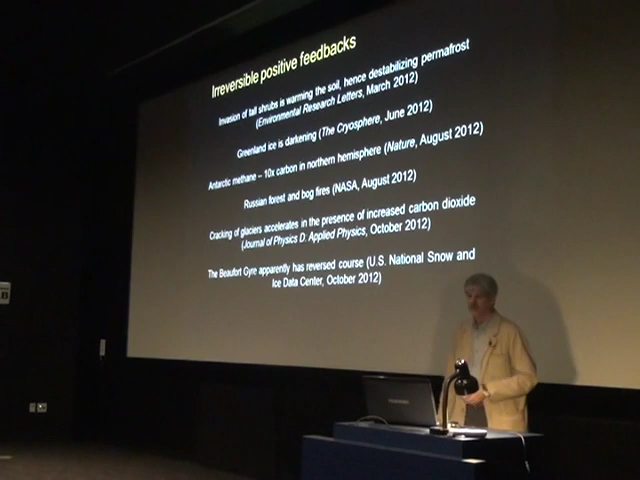 Irreversible positive feedbacks
Invasion of tall shrubs is warming the soil, hence destabilizing permafrost
(Environmental Research Letters, March 2012)
Greenland ice is darkening (The Cryosphere, June 2012)
Antarctic methane – 10x carbon in northern hemisphere (Nature, August 2012)
Russian forest and bog fires (NASA, August 2012)
Cracking of glaciers accelerates in the presence of increased carbon dioxide
(Journal of Physics D: Applied Physics, October 2012)
The Beaufort Gyre apparently has reversed course (U.S. National Snow and
Ice Data Center, October 2012)